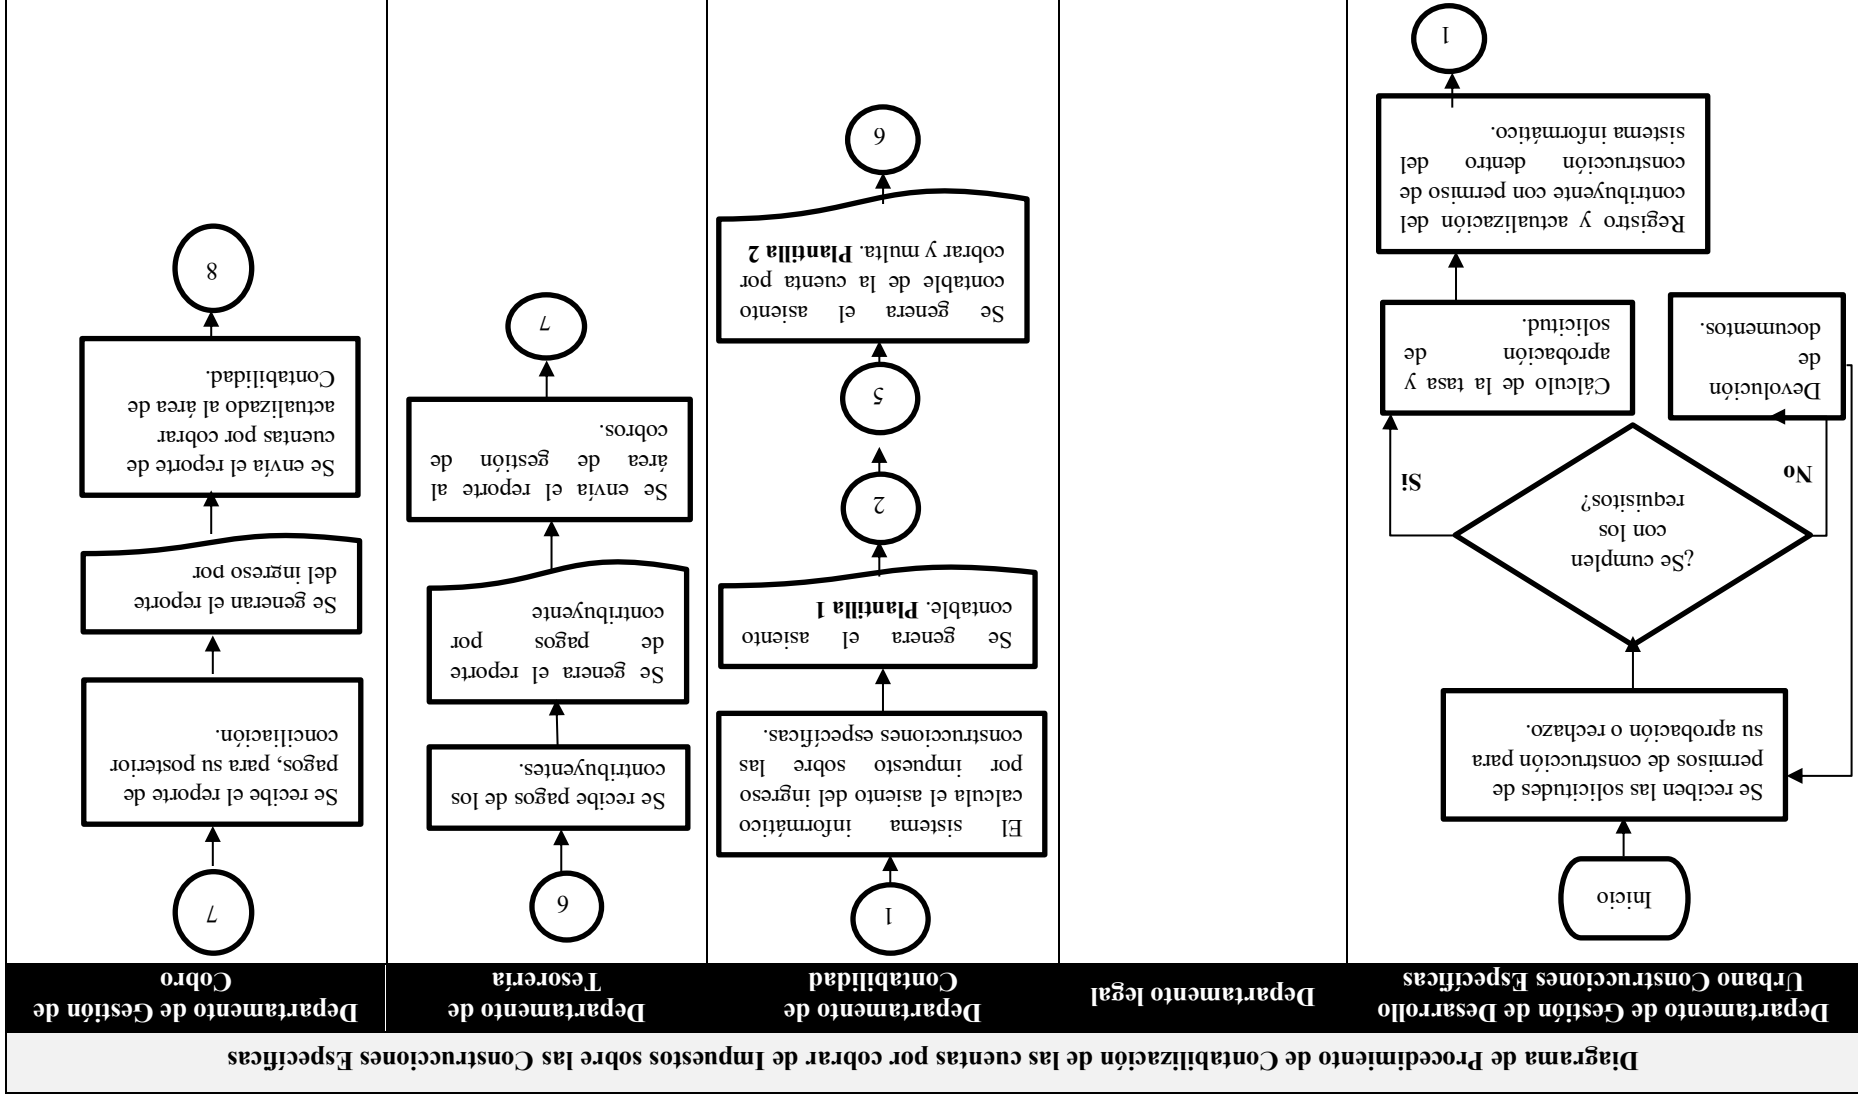 Diagrama de Procedimiento de Contabilización de las cuentas por cobrar de Impuestos sobre las Construcciones Específicas
Departamento de Gestión de Desarrollo
Urbano Construcciones Específicas
Departamento legal
Departamento de
Contabilidad
Departamento de
Tesorería
Departamento de Gestión de
Cobro
Inicio
Se reciben las solicitudes de
permisos de construcción para
su aprobación o rechazo.
¿Se cumplen
con los
requisitos?
No
Si
Devolución
de
documentos.
Cálculo de la tasa y
aprobación de
solicitud.
Registro y actualización del
contribuyente con permiso de
construcción dentro del
sistema informático.
1
1
El sistema informático
calcula el asiento del ingreso
por impuesto sobre las
construcciones específicas.
Se genera el asiento
contable. Plantilla 1
2
5
Se genera el asiento
contable de la cuenta por
cobrar y multa. Plantilla 2
6
6
Se recibe pagos de los
contribuyentes.
Se genera el reporte
de pagos por
contribuyente
Se envía el reporte al
área de gestión de
cobros.
7
7
Se recibe el reporte de
pagos, para su posterior
conciliación.
Se generan el reporte
del ingreso por
Se envía el reporte de
cuentas por cobrar
actualizado al área de
Contabilidad.
8